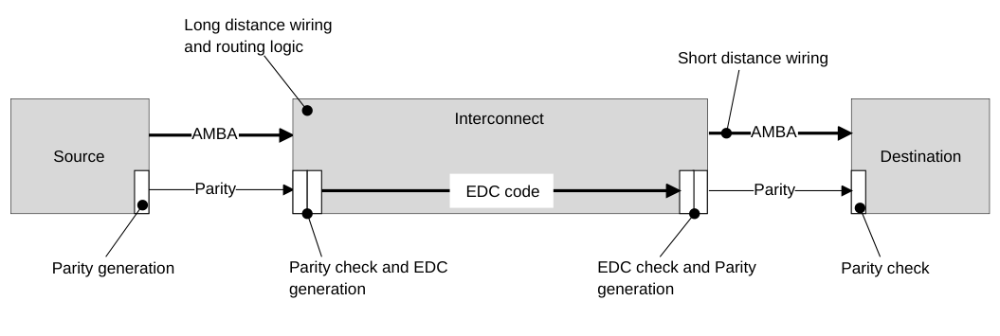 Long distance wiring
and routing logic
Short distance wiring
AMBA
Interconnect
AMBA
Source
Destination
Parity
EDC code
Parity
Parity generation
Parity check and EDC
generation
EDC check and Parity
generation
Parity check